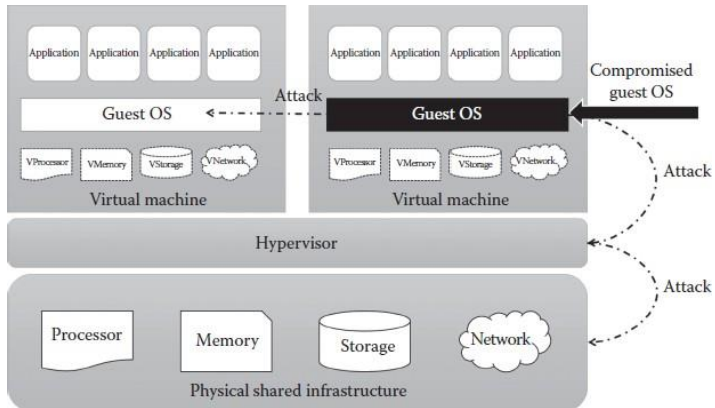 Application Application Application Application
Application Application Application Application
Compromised
guest OS
Guest OS
Attack
Guest OS
VProcessor VMemory VStorage VNetwork
VProcessor VMemory VStorage VNetwork
Attack
Virtual machine
Virtual machine
Hypervisor
Attack
Processor
Memory
Storage
Network
Physical shared infrastructure